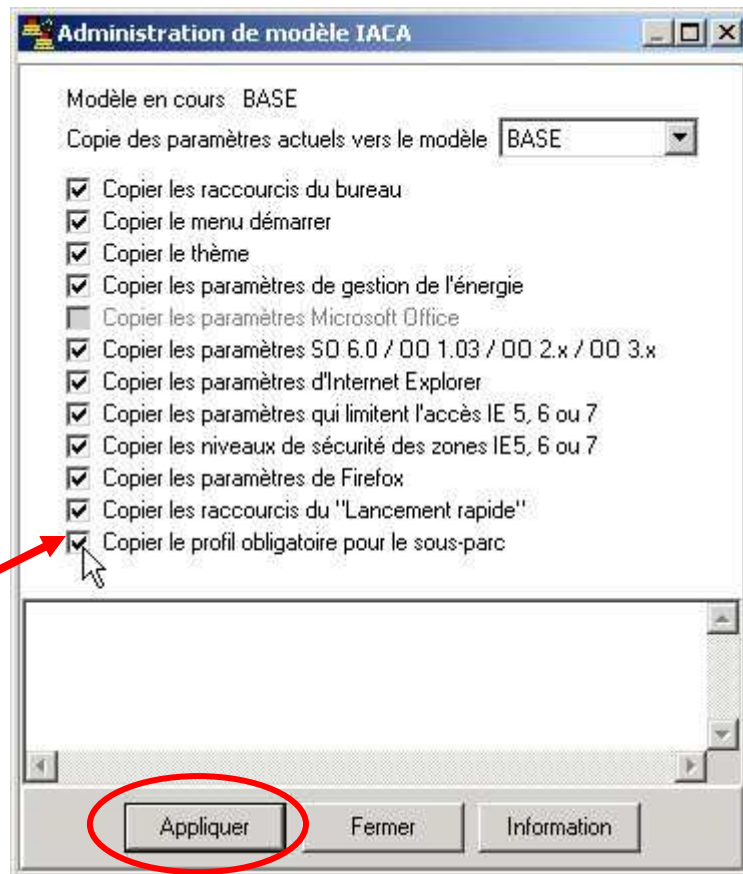 Administration de modèle IACA
Modèle en cours BASE
Copie des paramètres actuels vers le modèle BASE
Copier les raccourcis du bureau
Copier le menu démarrer
Copier le thème
Copier les paramètres de gestion de l'énergie
Copier les paramètres Microsoft Office
Copier les paramètres SO 6.0 / OO 1.03 / OO 2.x / OO 3.x
Copier les paramètres d'Internet Explorer
Copier les paramètres qui limitent l'accès IE 5, 6 ou 7
Copier les niveaux de sécurité des zones IE5, 6 ou 7
Copier les paramètres de Firefox
Copier les raccourcis du "Lancement rapide"
Copier le profil obligatoire pour le sous-parc
Appliquer Fermer Information